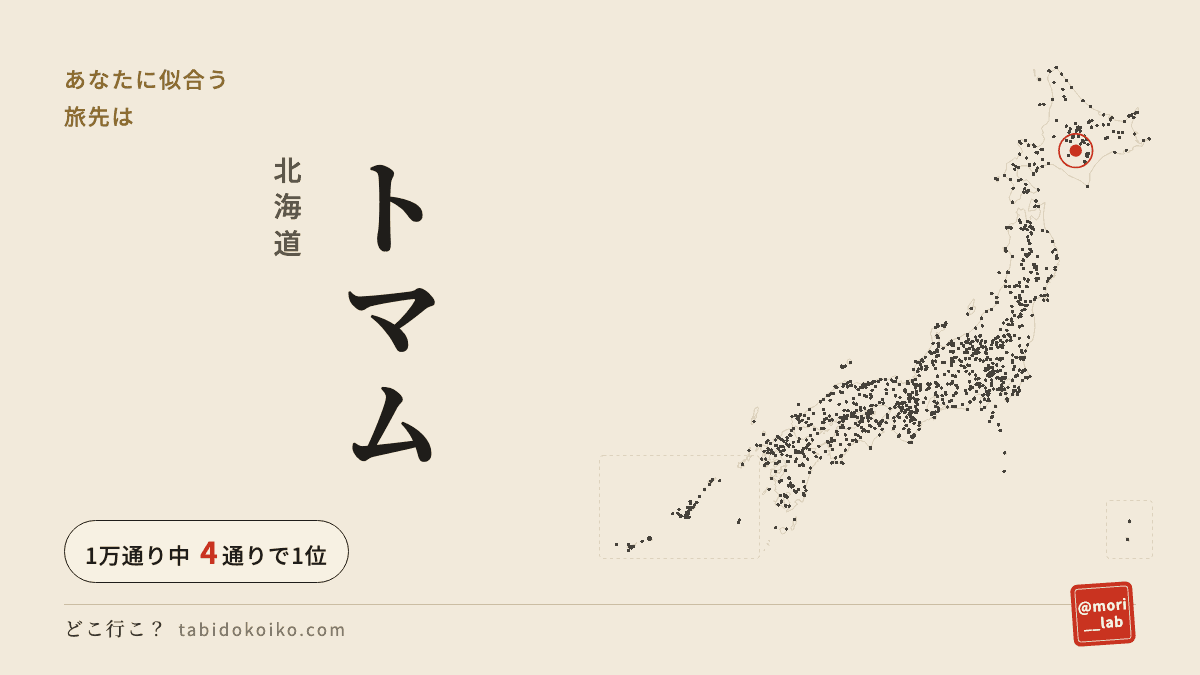 あなたに似合う
旅先は
トマム
北海道
1万通り中 4通りで1位
どこ行こ？ tabidokoiko.com
@mori
__lab